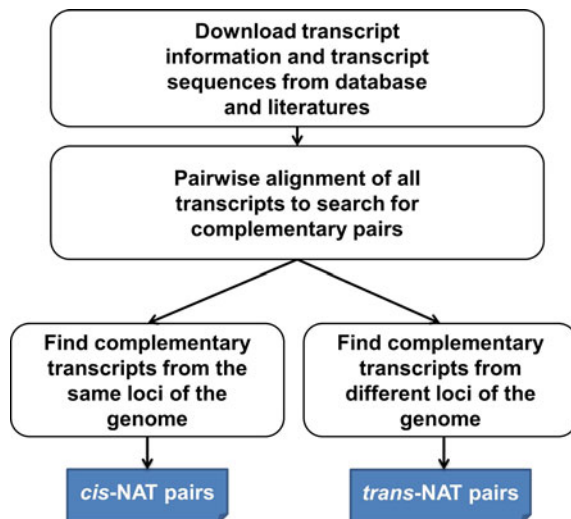 Download transcript
information and transcript
sequences from database
and literatures
Pairwise alignment of all
transcripts to search for
complementary pairs
Find complementary
transcripts from the
same loci of the
genome
Find complementary
transcripts from
different loci of the
genome
cis-NAT pairs
trans-NAT pairs